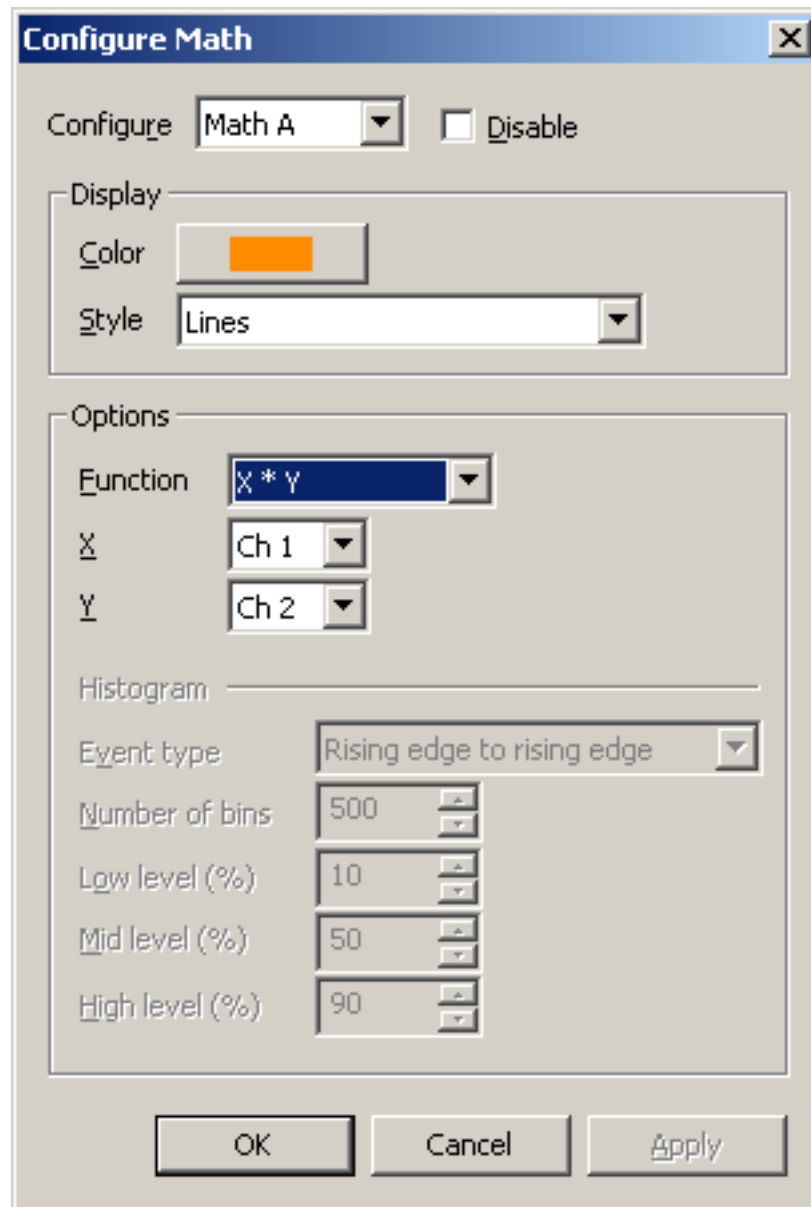 Configure Math
Configure Math A Disable
Display
Color
Style Lines
Options
Function X * Y
X Ch 1
Y Ch 2
Histogram
Event type Rising edge to rising edge
Number of bins 500
Low level (%) 10
Mid level (%) 50
High level (%) 90
OK Cancel Apply